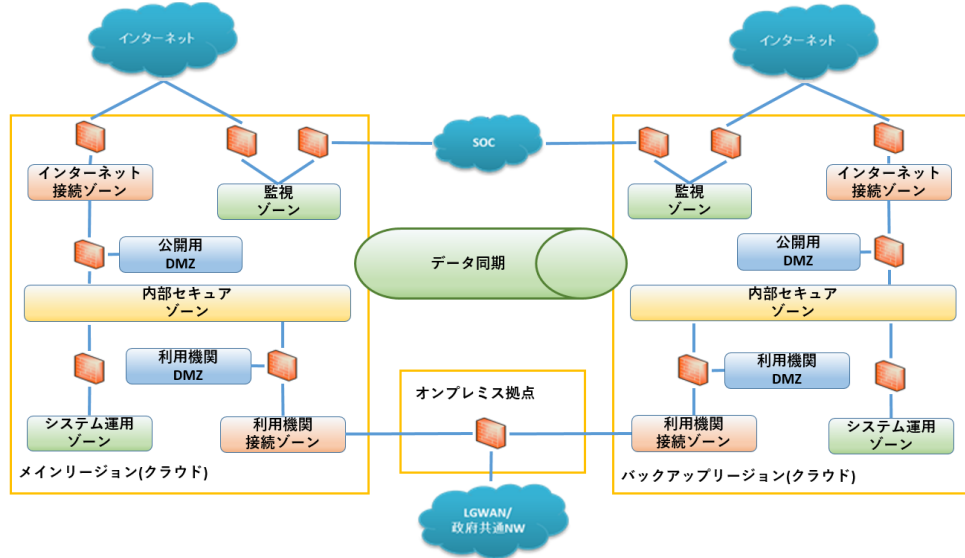 インターネット
インターネット
SOC
インターネット
接続ゾーン
監視
ゾーン
監視
ゾーン
インターネット
接続ゾーン
公開用
DMZ
データ同期
公開用
DMZ
内部セキュア
ゾーン
内部セキュア
ゾーン
利用機関
DMZ
利用機関
DMZ
オンプレミス拠点
システム運用
ゾーン
利用機関
接続ゾーン
利用機関
接続ゾーン
システム運用
ゾーン
メインリージョン(クラウド)
バックアップリージョン(クラウド)
LGWAN/
政府共通NW